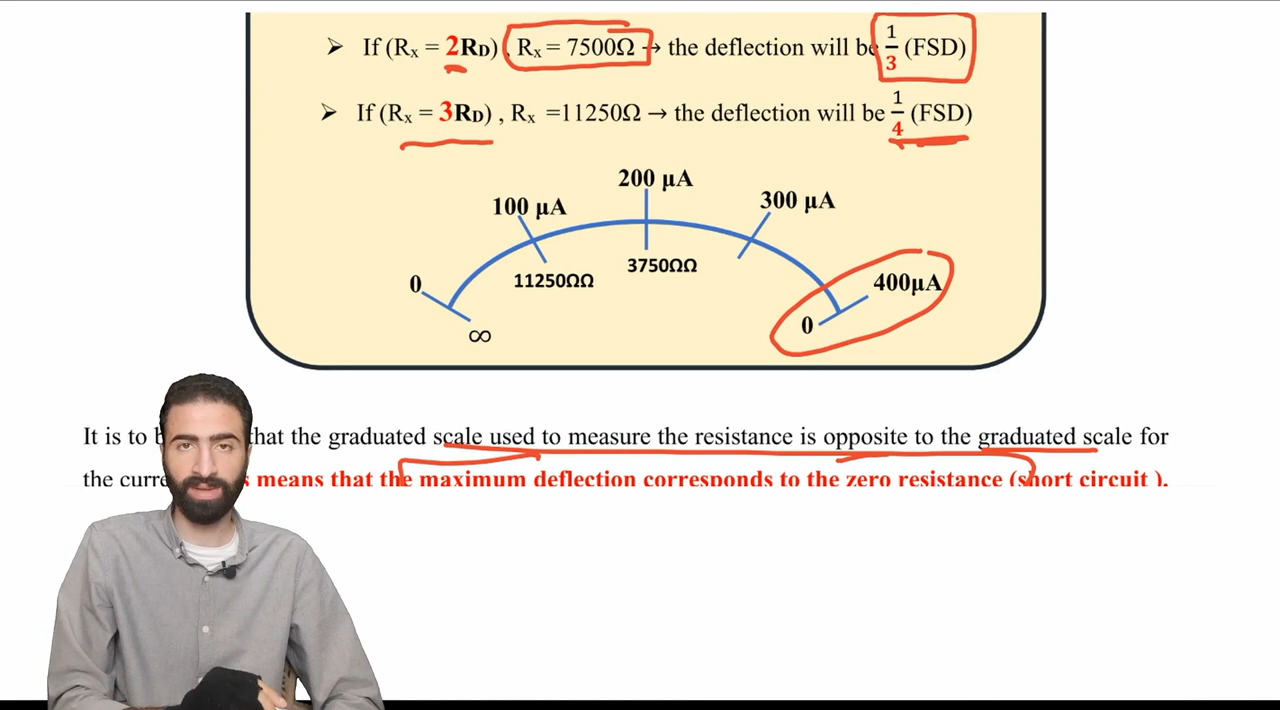 ➢ If (Rx = 2RD) , Rx = 7500Ω → the deflection will be 1/3 (FSD)
➢ If (Rx = 3RD) , Rx =11250Ω → the deflection will be 1/4 (FSD)
200 μA
100 μA
300 μA
3750ΩΩ
11250ΩΩ
0
400μA
∞
0
It is to that the graduated scale used to measure the resistance is opposite to the graduated scale for
the means that the maximum deflection corresponds to the zero resistance (short circuit ).